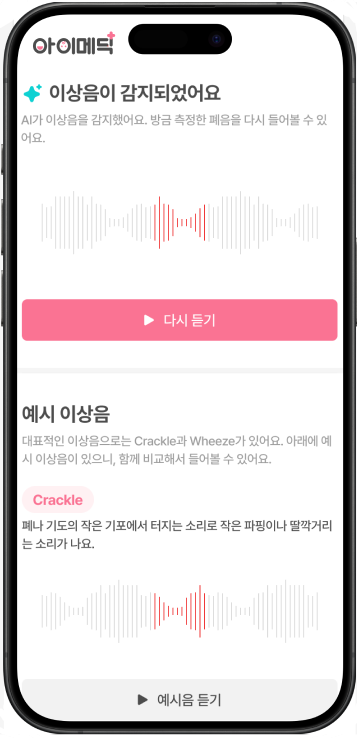 아이메딕
이상음이 감지되었어요
AI가 이상음을 감지했어요. 방금 측정한 폐음을 다시 들어볼 수 있
어요.
다시 듣기
예시 이상음
대표적인 이상음으로는 Crackle과 Wheeze가 있어요. 아래에 예
시 이상음이 있으니, 함께 비교해서 들어볼 수 있어요.
Crackle
폐나 기도의 작은 기포에서 터지는 소리로 작은 파핑이나 딸깍거리
는 소리가 나요.
예시음 듣기